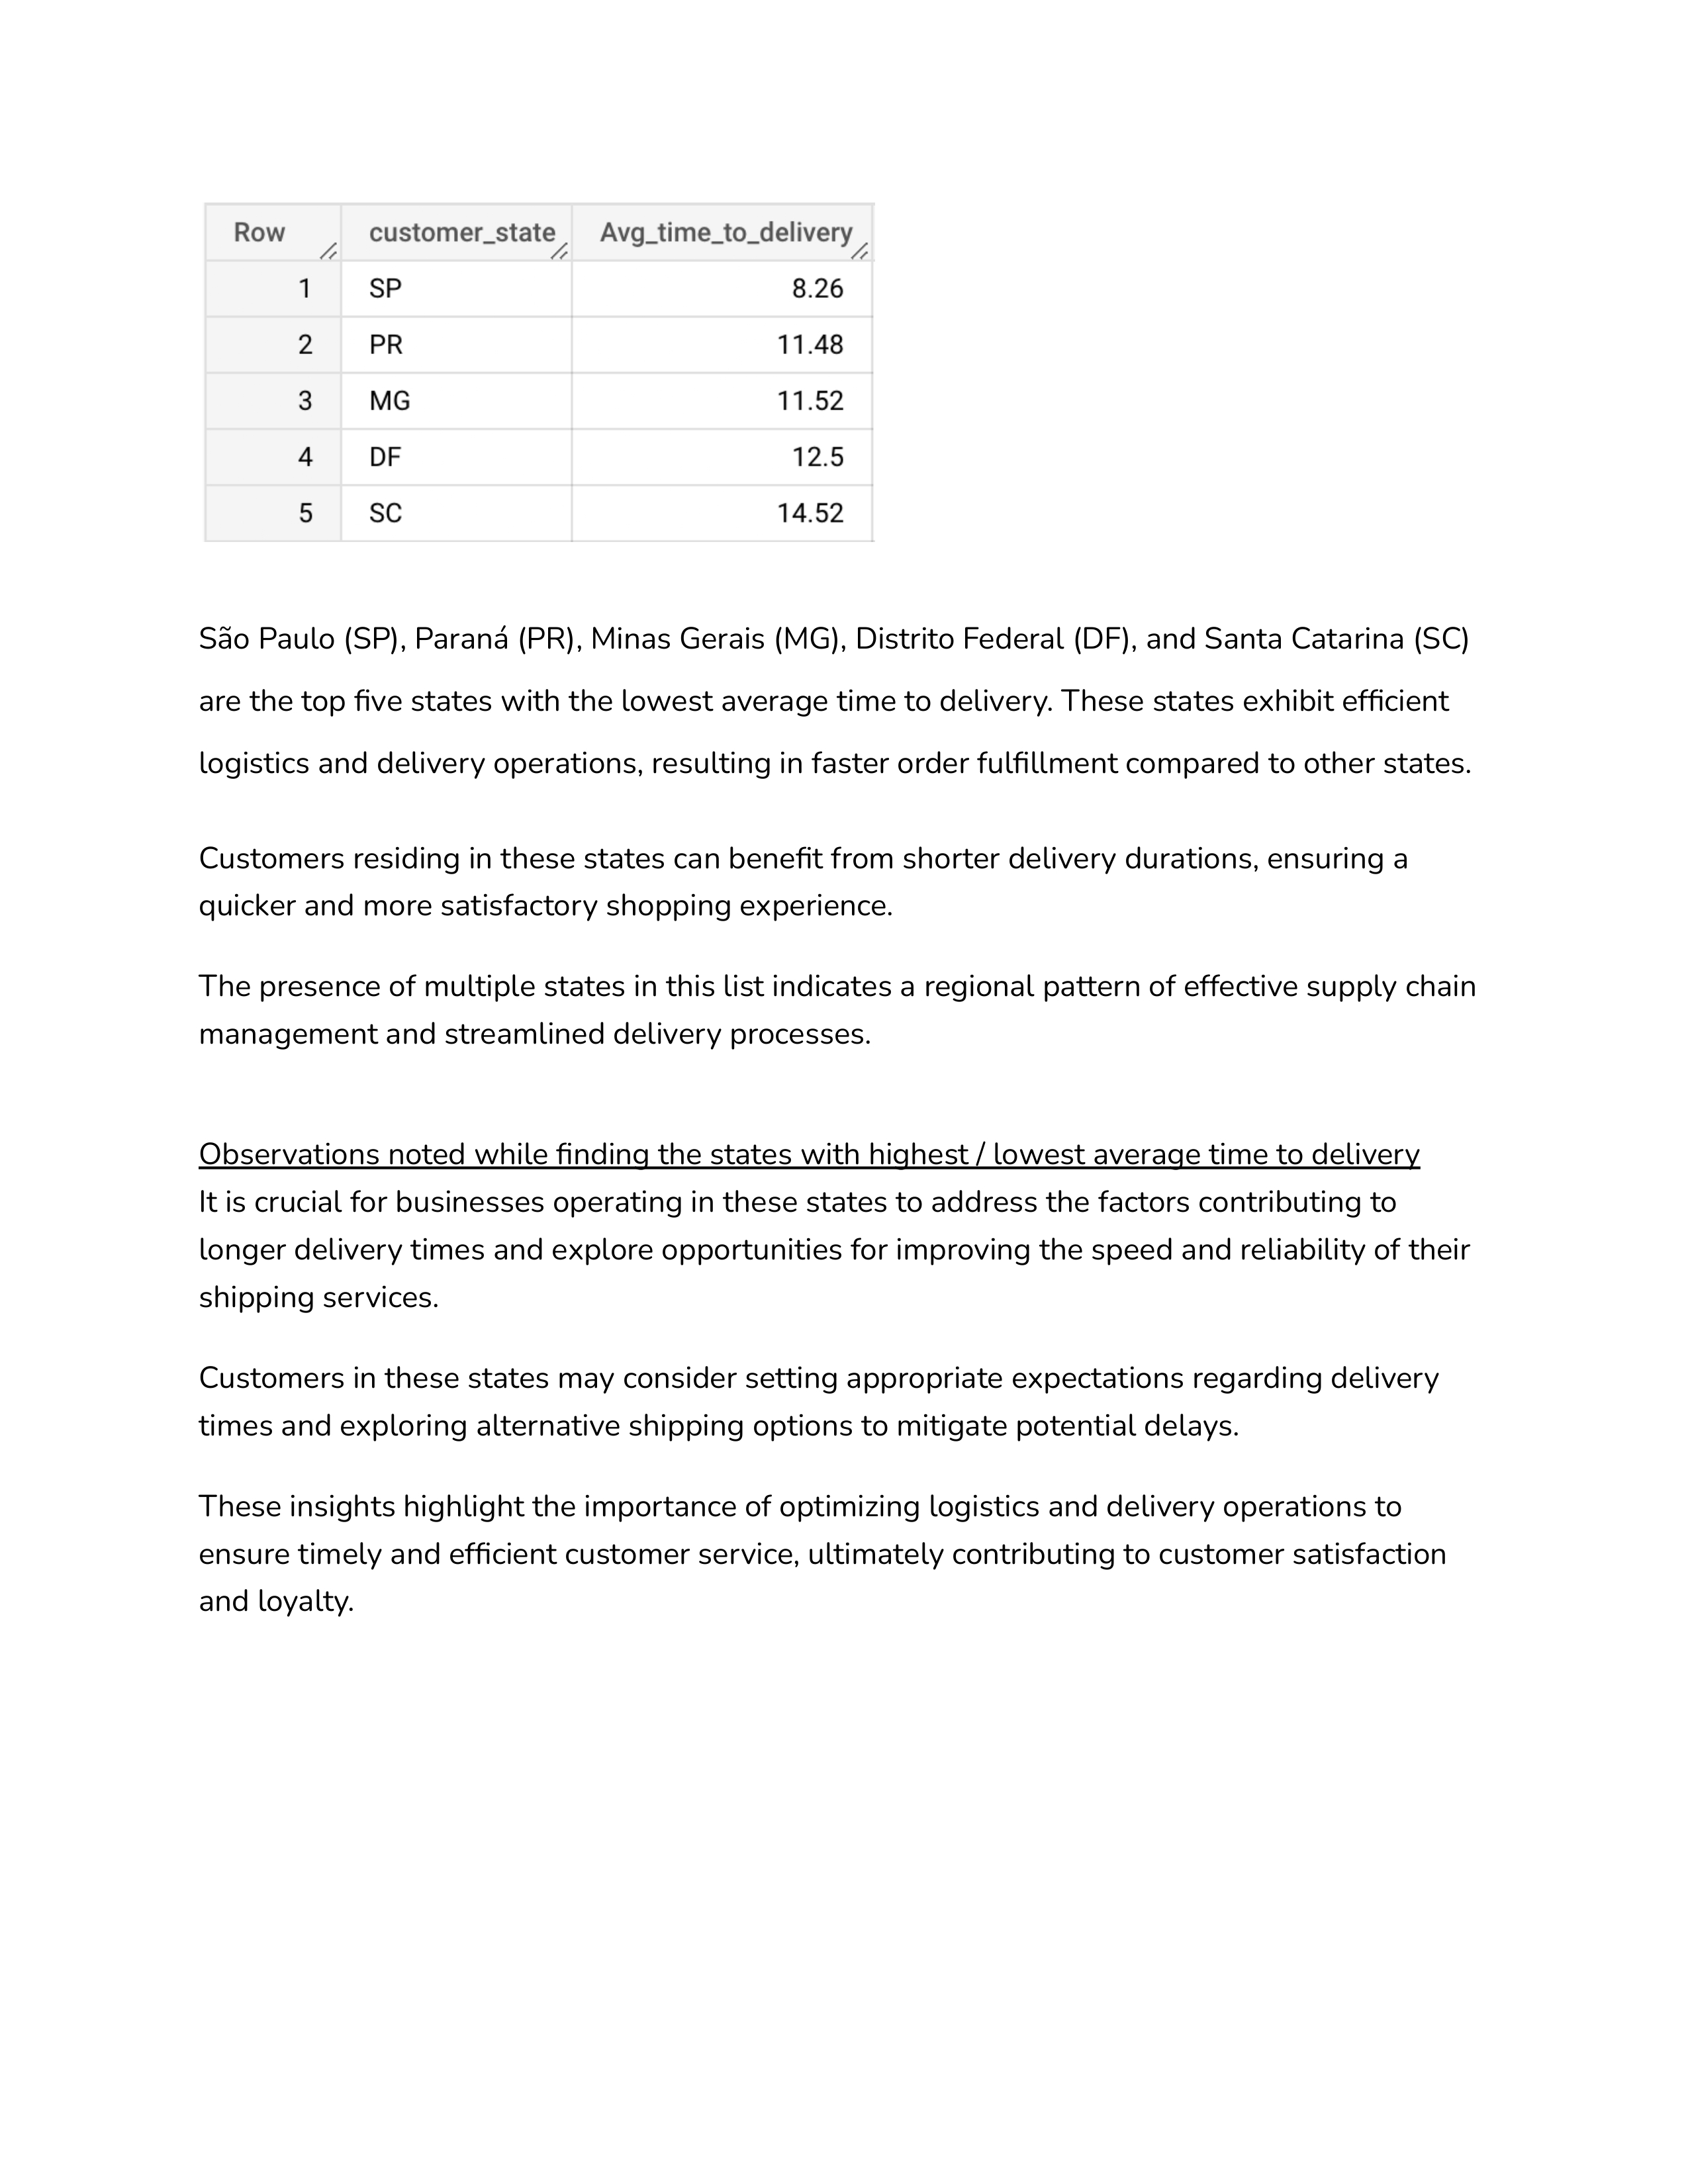 Row customer_state Avg_time_to_delivery
1 SP 8.26
2 PR 11.48
3 MG 11.52
4 DF 12.5
5 SC 14.52
São Paulo (SP), Paraná (PR), Minas Gerais (MG), Distrito Federal (DF), and Santa Catarina (SC)
are the top five states with the lowest average time to delivery. These states exhibit efficient
logistics and delivery operations, resulting in faster order fulfillment compared to other states.
Customers residing in these states can benefit from shorter delivery durations, ensuring a
quicker and more satisfactory shopping experience.
The presence of multiple states in this list indicates a regional pattern of effective supply chain
management and streamlined delivery processes.
Observations noted while finding the states with highest / lowest average time to delivery
It is crucial for businesses operating in these states to address the factors contributing to
longer delivery times and explore opportunities for improving the speed and reliability of their
shipping services.
Customers in these states may consider setting appropriate expectations regarding delivery
times and exploring alternative shipping options to mitigate potential delays.
These insights highlight the importance of optimizing logistics and delivery operations to
ensure timely and efficient customer service, ultimately contributing to customer satisfaction
and loyalty.